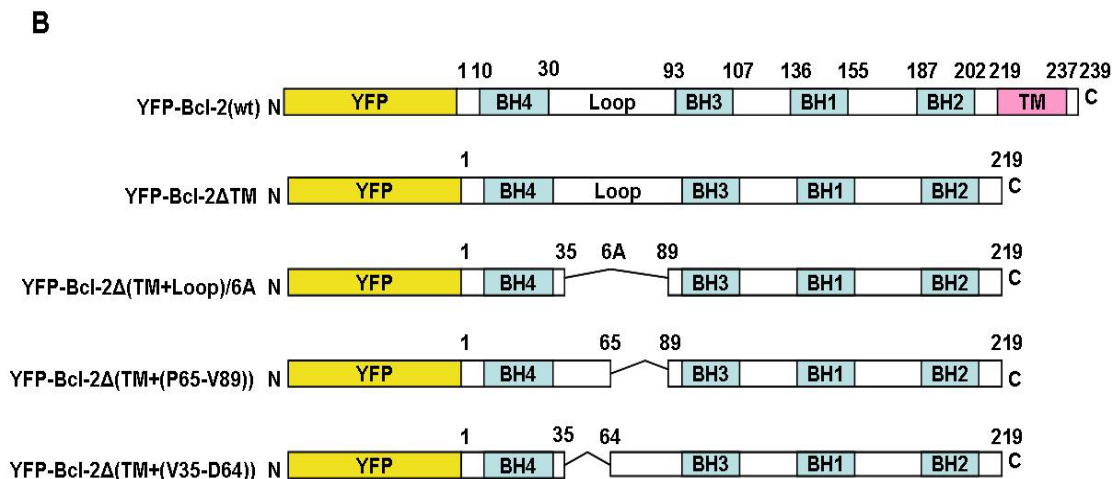 B
1 10 30 93 107 136 155 187 202 219 237 239
YFP-Bcl-2(wt) N YFP BH4 Loop BH3 BH1 BH2 TM C
1 219
YFP-Bcl-2ΔTM N YFP BH4 Loop BH3 BH1 BH2 C
1 35 6A 89 219
YFP-Bcl-2Δ(TM+Loop)/6A N YFP BH4 BH3 BH1 BH2 C
1 65 89 219
YFP-Bcl-2Δ(TM+(P65-V89)) N YFP BH4 BH3 BH1 BH2 C
1 35 64 219
YFP-Bcl-2Δ(TM+(V35-D64)) N YFP BH4 BH3 BH1 BH2 C